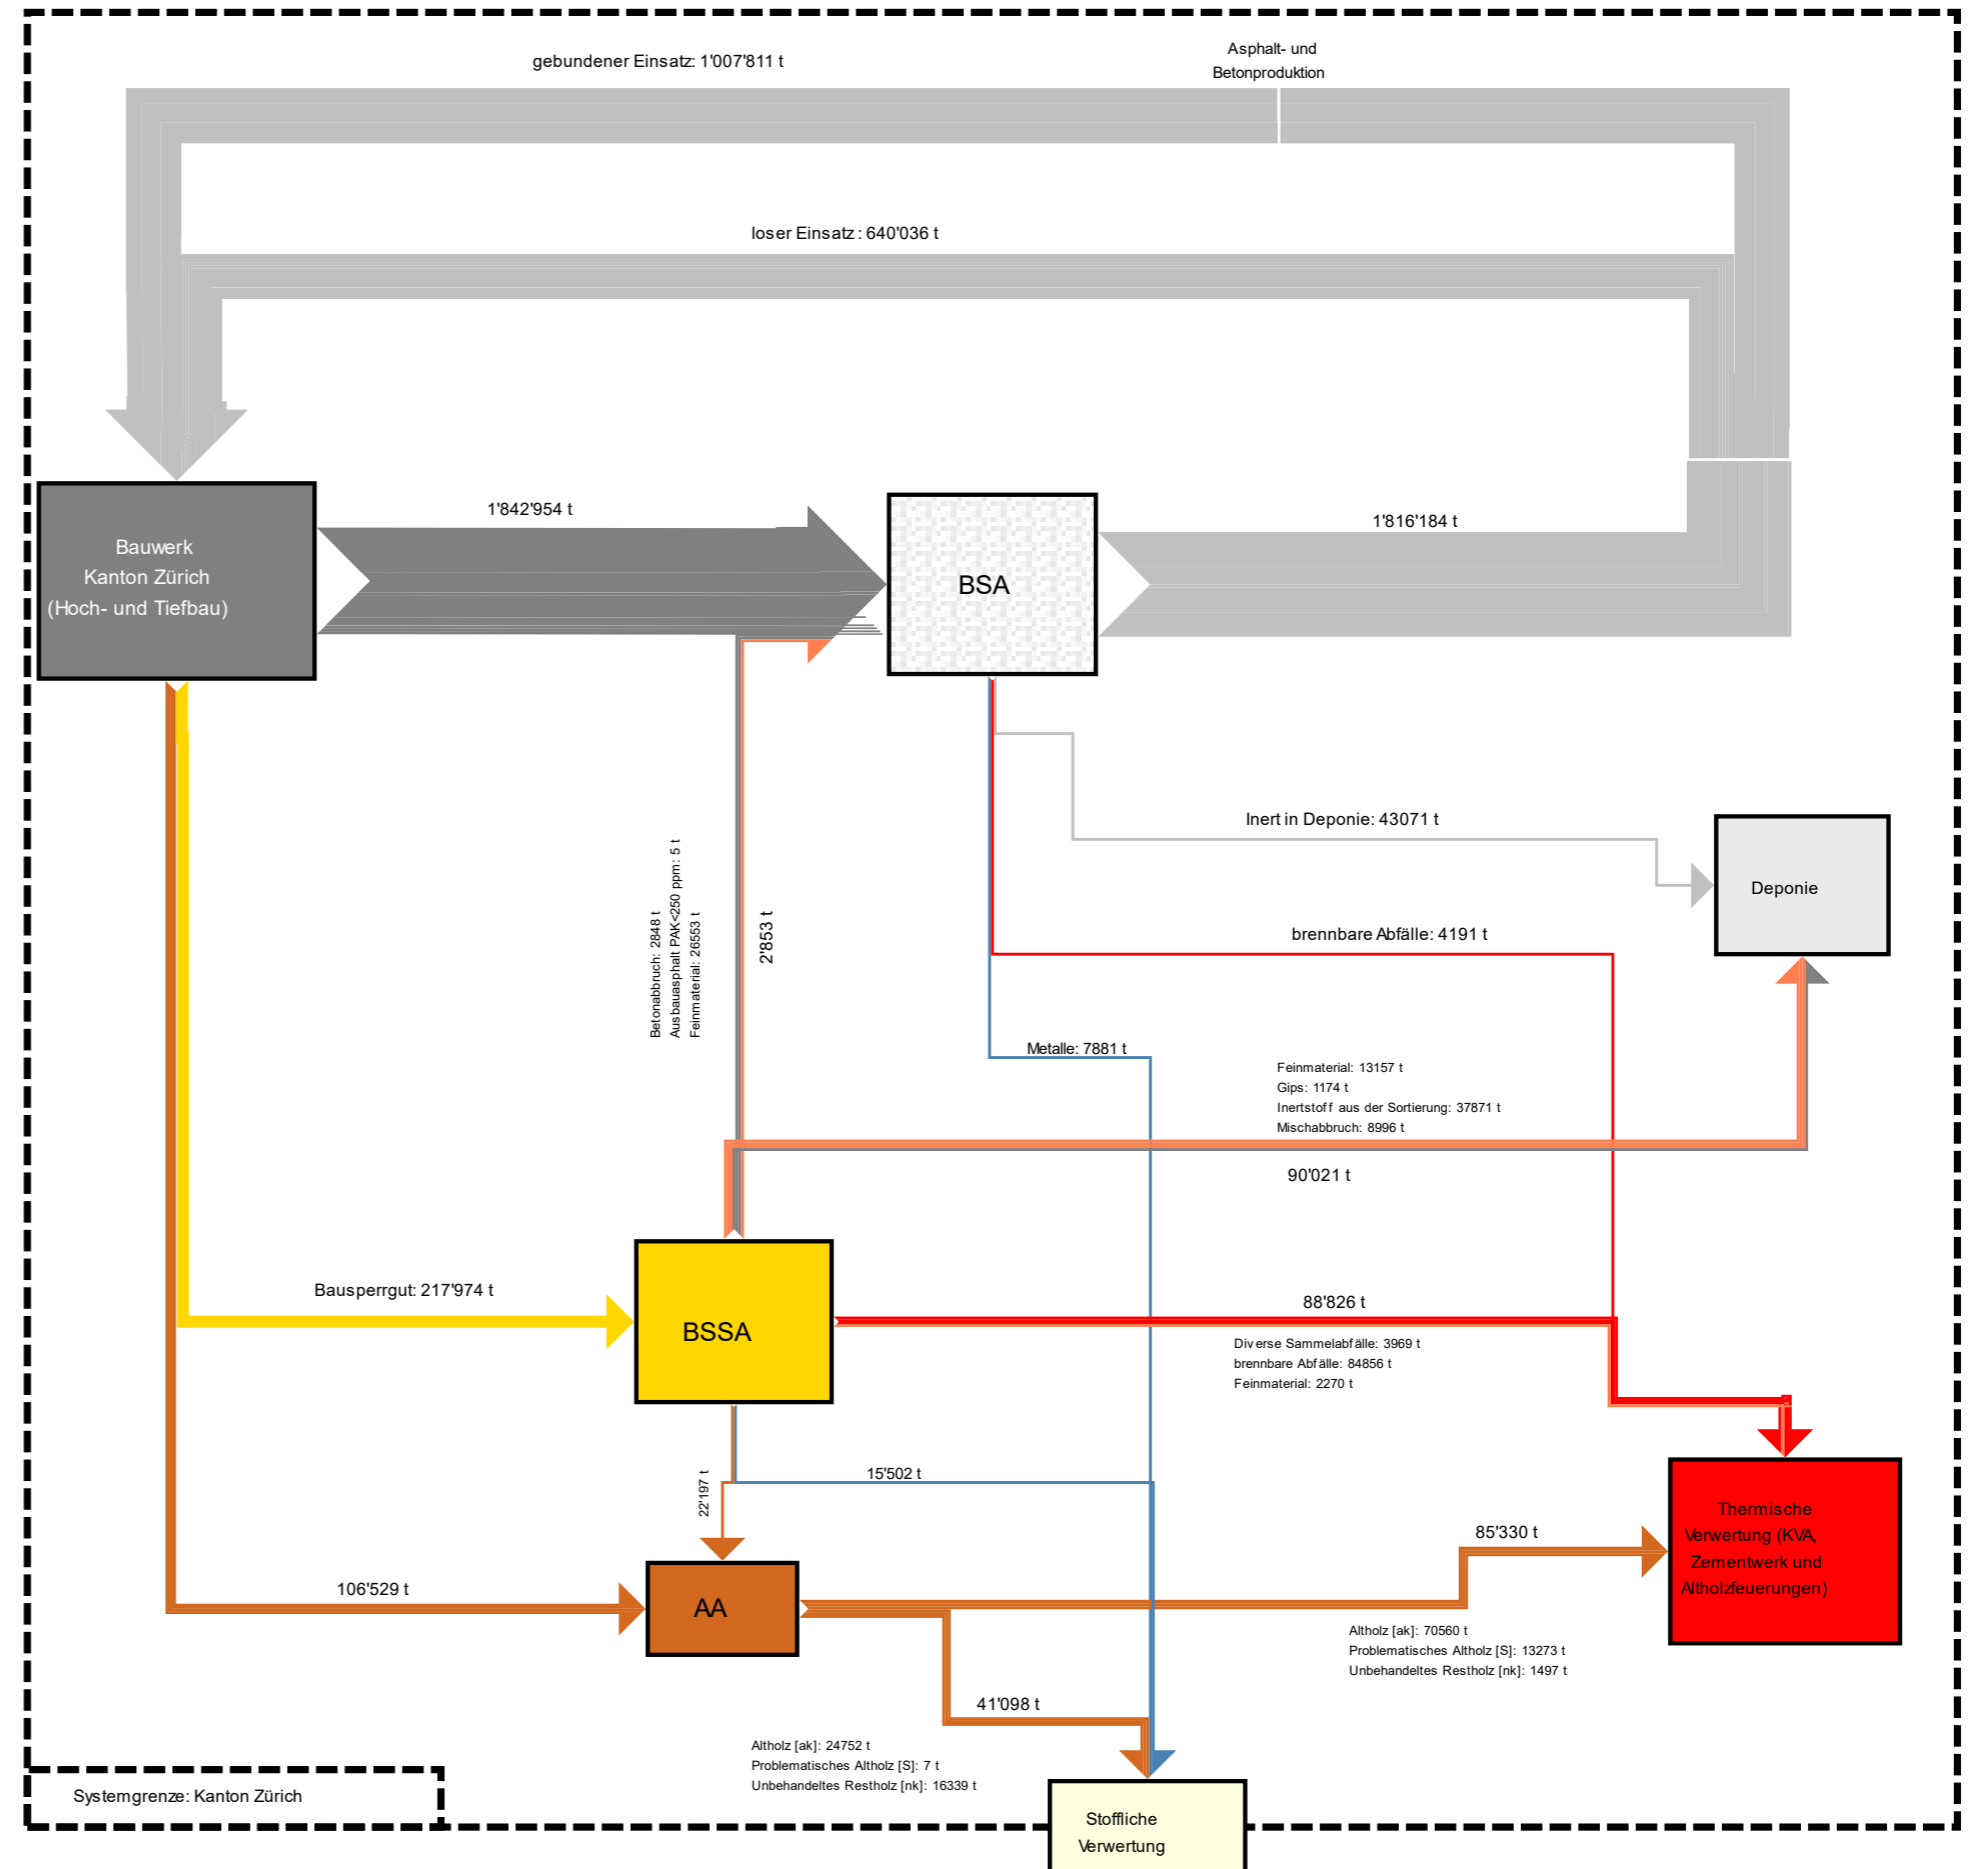 gebundener Einsatz: 1'007'811 t
Asphalt- und
Betonproduktion
loser Einsatz: 640'036 t
1'842'954 t
1'816'184 t
Bauwerk
Kanton Zürich
(Hoch- und Tiefbau)
BSA
Betonabbruch: 2848 t
Ausbauasphalt PAK<250 ppm: 5 t
Feinmaterial: 26553 t
2'853 t
Inert in Deponie: 43071 t
Deponie
brennbare Abfälle: 4191 t
Metalle: 7881 t
Feinmaterial: 13157 t
Gips: 1174 t
Inertstoff aus der Sortierung: 37871 t
Mischabbruch: 8996 t
90'021 t
Bausperrgut: 217'974 t
BSSA
88'826 t
Diverse Sammelabfälle: 3969 t
brennbare Abfälle: 84856 t
Feinmaterial: 2270 t
22'197 t
15'502 t
Thermische
Verwertung (KVA,
Zementwerk und
Altholzfeuerungen)
85'330 t
106'529 t
AA
Altholz [ak]: 70560 t
Problematisches Altholz [S]: 13273 t
Unbehandeltes Restholz [nk]: 1497 t
41'098 t
Altholz [ak]: 24752 t
Problematisches Altholz [S]: 7 t
Unbehandeltes Restholz [nk]: 16339 t
Systemgrenze: Kanton Zürich
Stoffliche
Verwertung